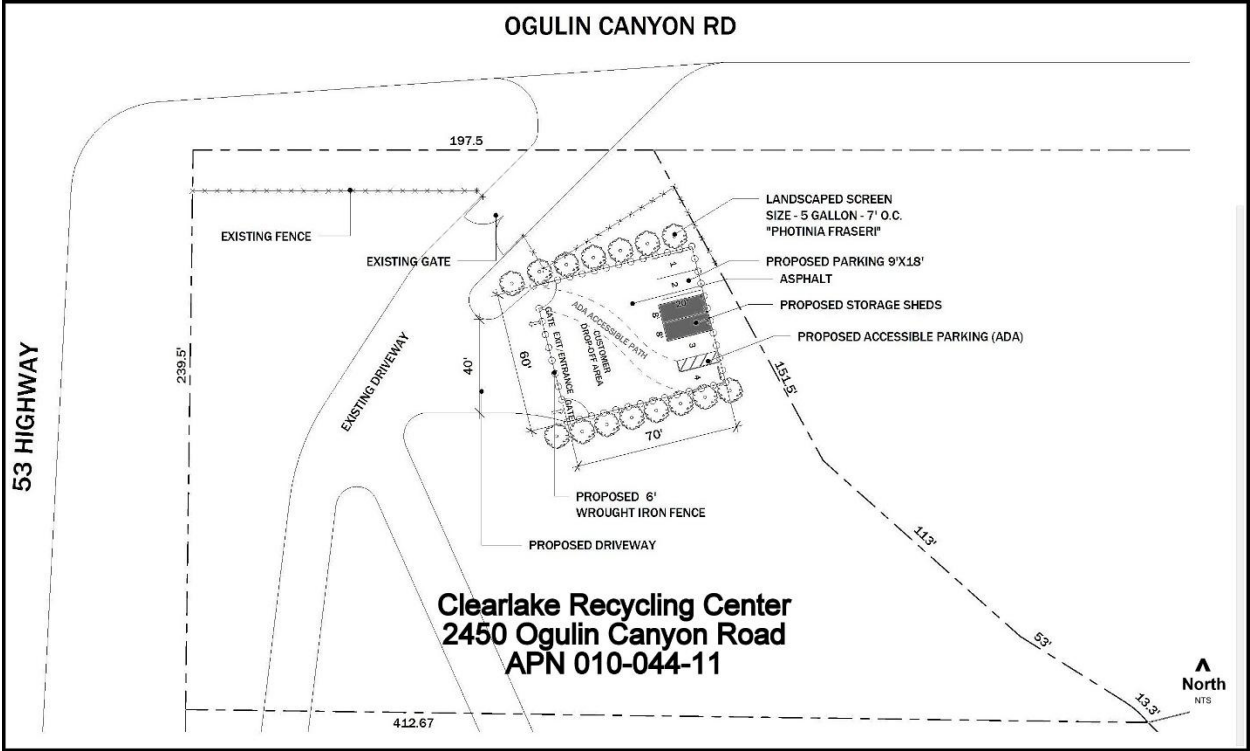 OGULIN CANYON RD
197.5
EXISTING FENCE
EXISTING GATE
LANDSCAPED SCREEN
SIZE - 5 GALLON - 7' O.C.
"PHOTINIA FRASERI"
PROPOSED PARKING 9'X18'
ASPHALT
PROPOSED STORAGE SHEDS
PROPOSED ACCESSIBLE PARKING (ADA)
1
2
20'
8'
8'
3
4
ADA ACCESSIBLE PATH
CUSTOMER
DROP-OFF AREA
GATE EXIT/ENTRANCE GATE
60'
40'
70'
EXISTING DRIVEWAY
239.5'
53 HIGHWAY
151.5'
PROPOSED 6'
WROUGHT IRON FENCE
PROPOSED DRIVEWAY
113'
53'
13.3'
Clearlake Recycling Center
2450 Ogulin Canyon Road
APN 010-044-11
North
NTS
412.67